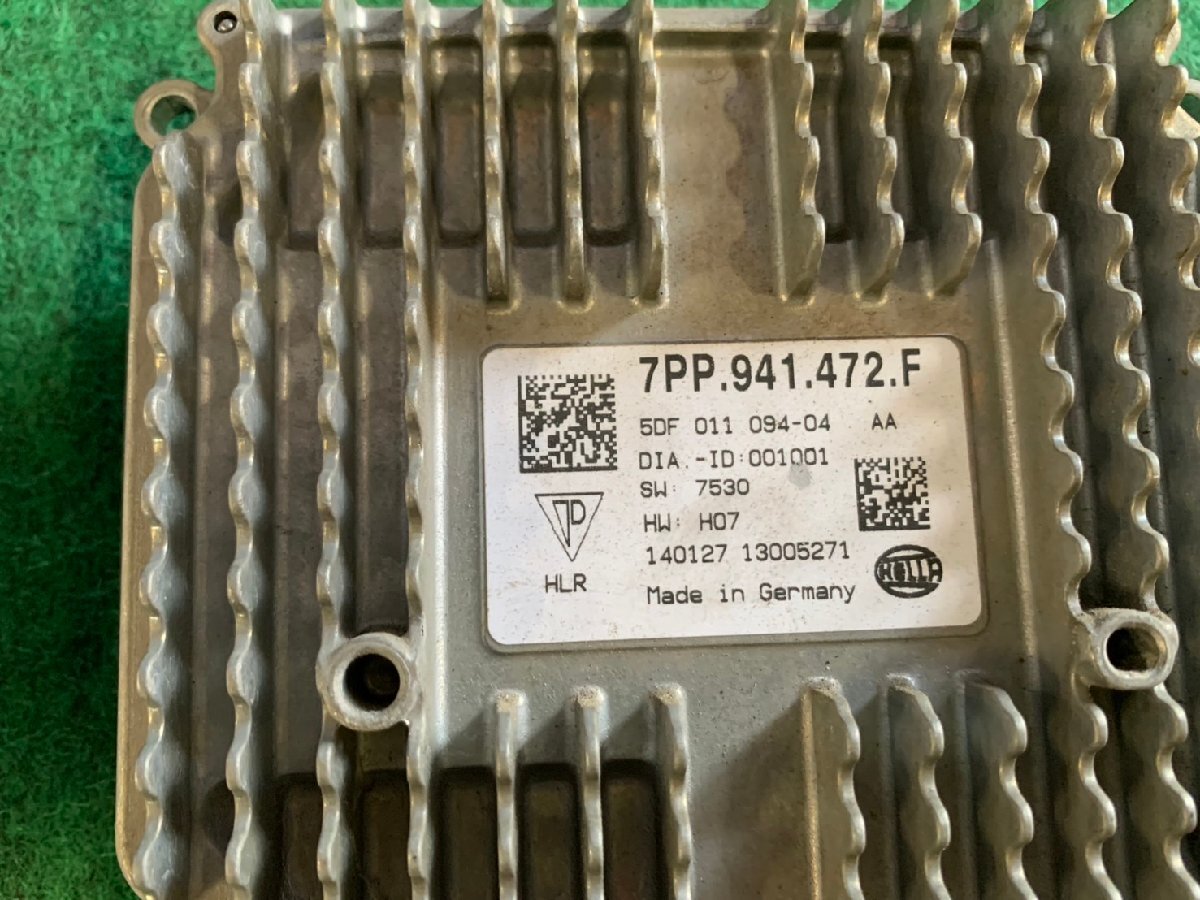 7PP.941.472.F
5DF 011 094-04 AA
DIA.-ID:001001
SW: 7530
HW: H07
140127 13005271
HLR
Made in Germany
HELLA